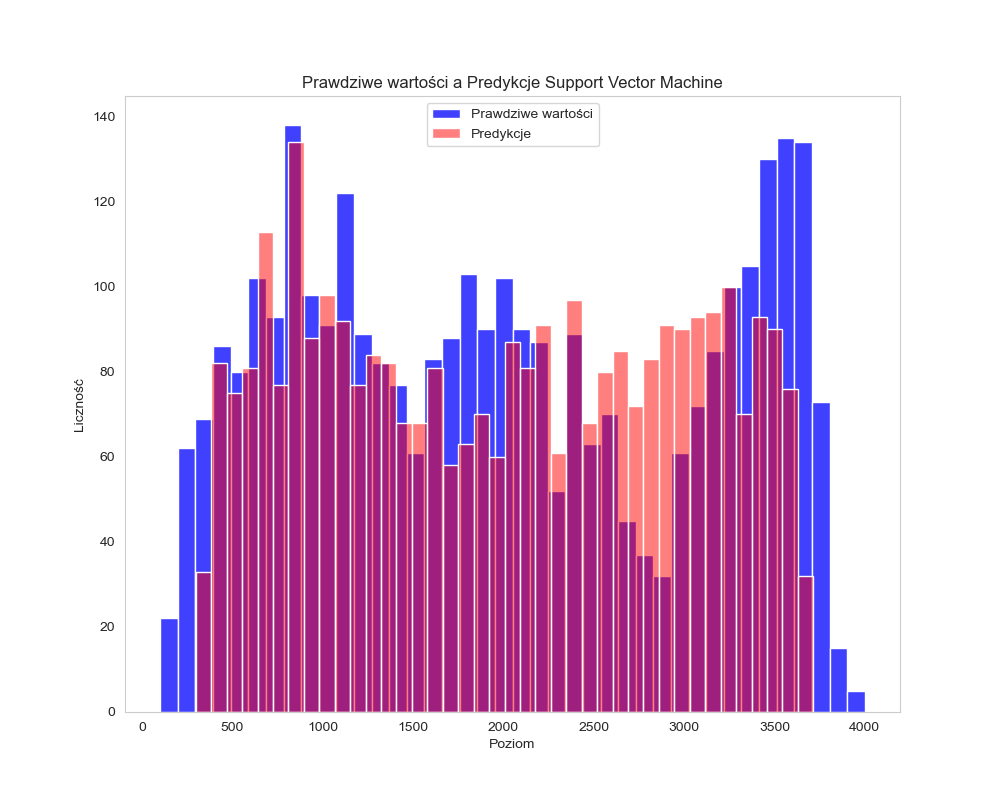 Prawdziwe wartości a Predykcje Support Vector Machine
Prawdziwe wartości
Predykcje
140
120
100
80
60
40
20
0
Liczność
0 500 1000 1500 2000 2500 3000 3500 4000
Poziom